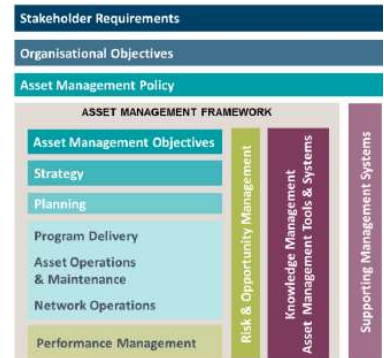 Stakeholder Requirements
Organisational Objectives
Asset Management Policy
ASSET MANAGEMENT FRAMEWORK
Asset Management Objectives
Strategy
Planning
Program Delivery
Asset Operations
& Maintenance
Network Operations
Performance Management
Risk & Opportunity Management
Knowledge Management
Asset Management Tools & Systems
Supporting Management Systems